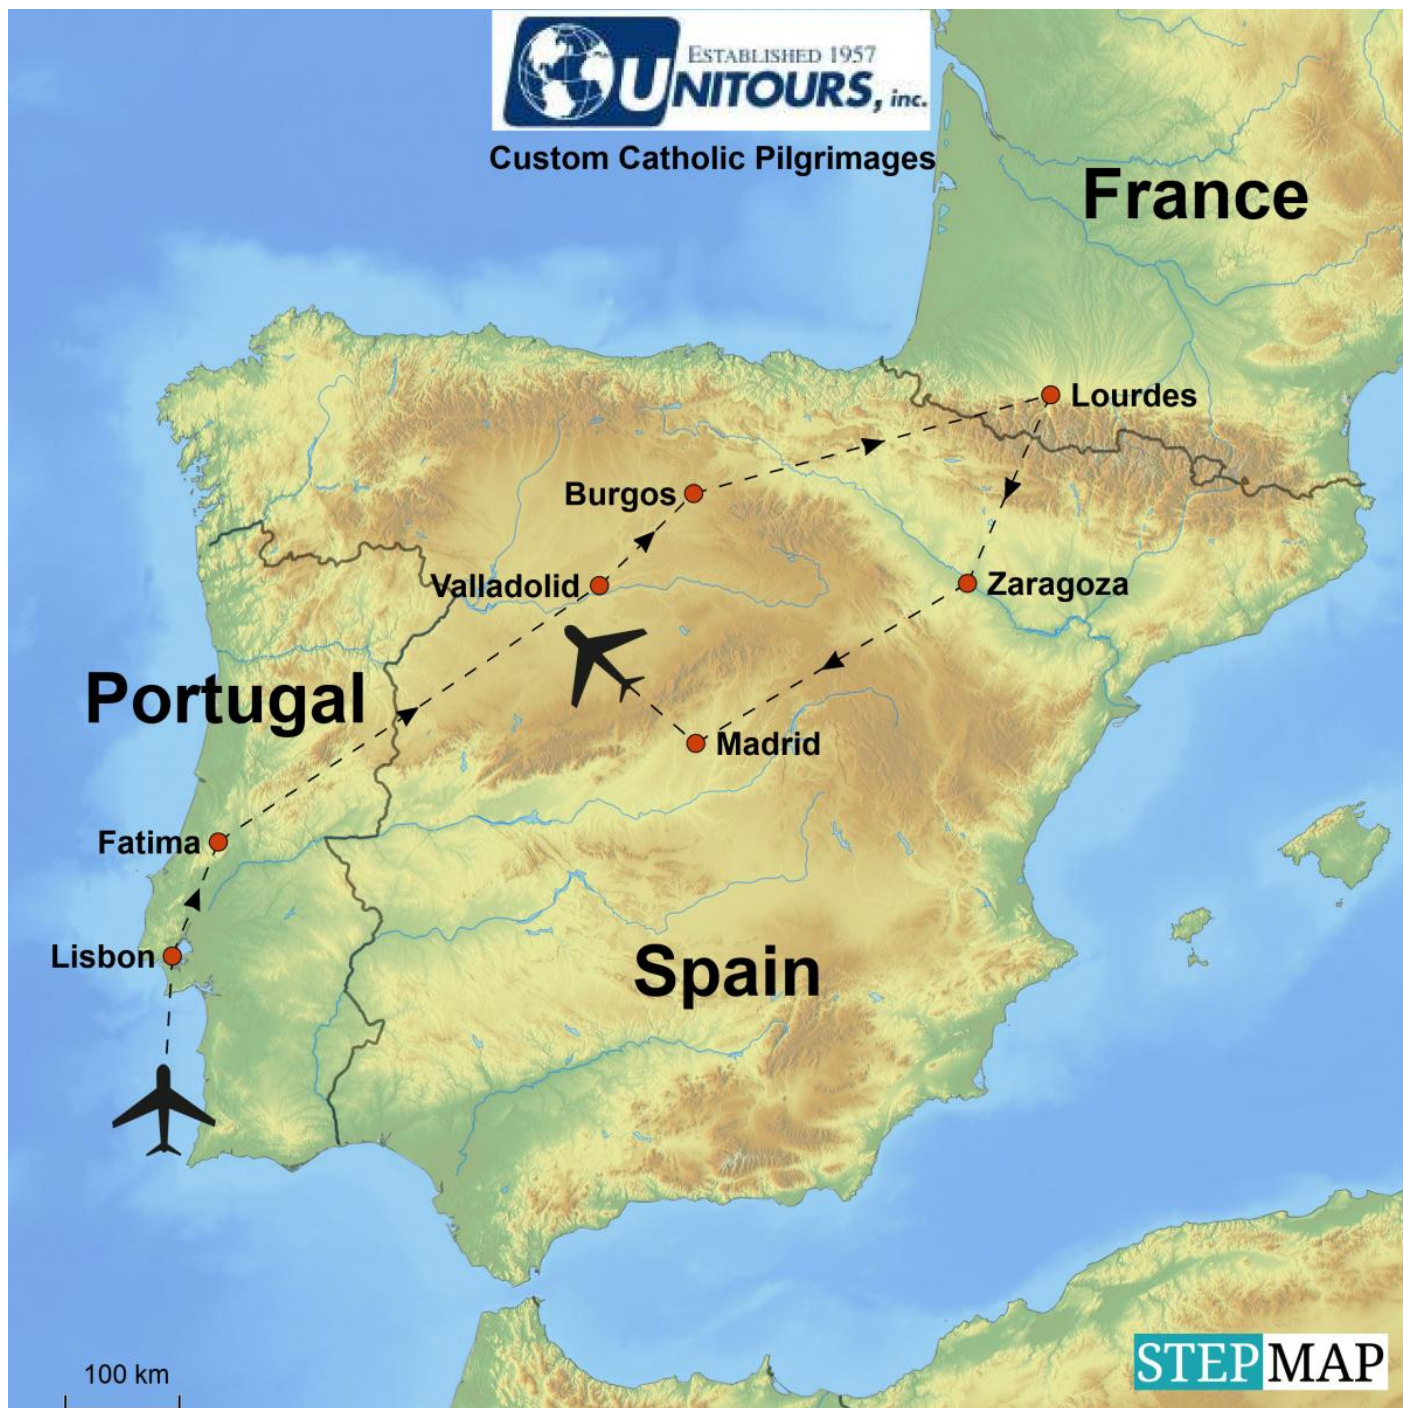 ESTABLISHED 1957
UNITOURS, inc.
Custom Catholic Pilgrimages
France
Lourdes
Burgos
Valladolid
Zaragoza
Portugal
Madrid
Fatima
Lisbon
Spain
100 km
STEPMAP